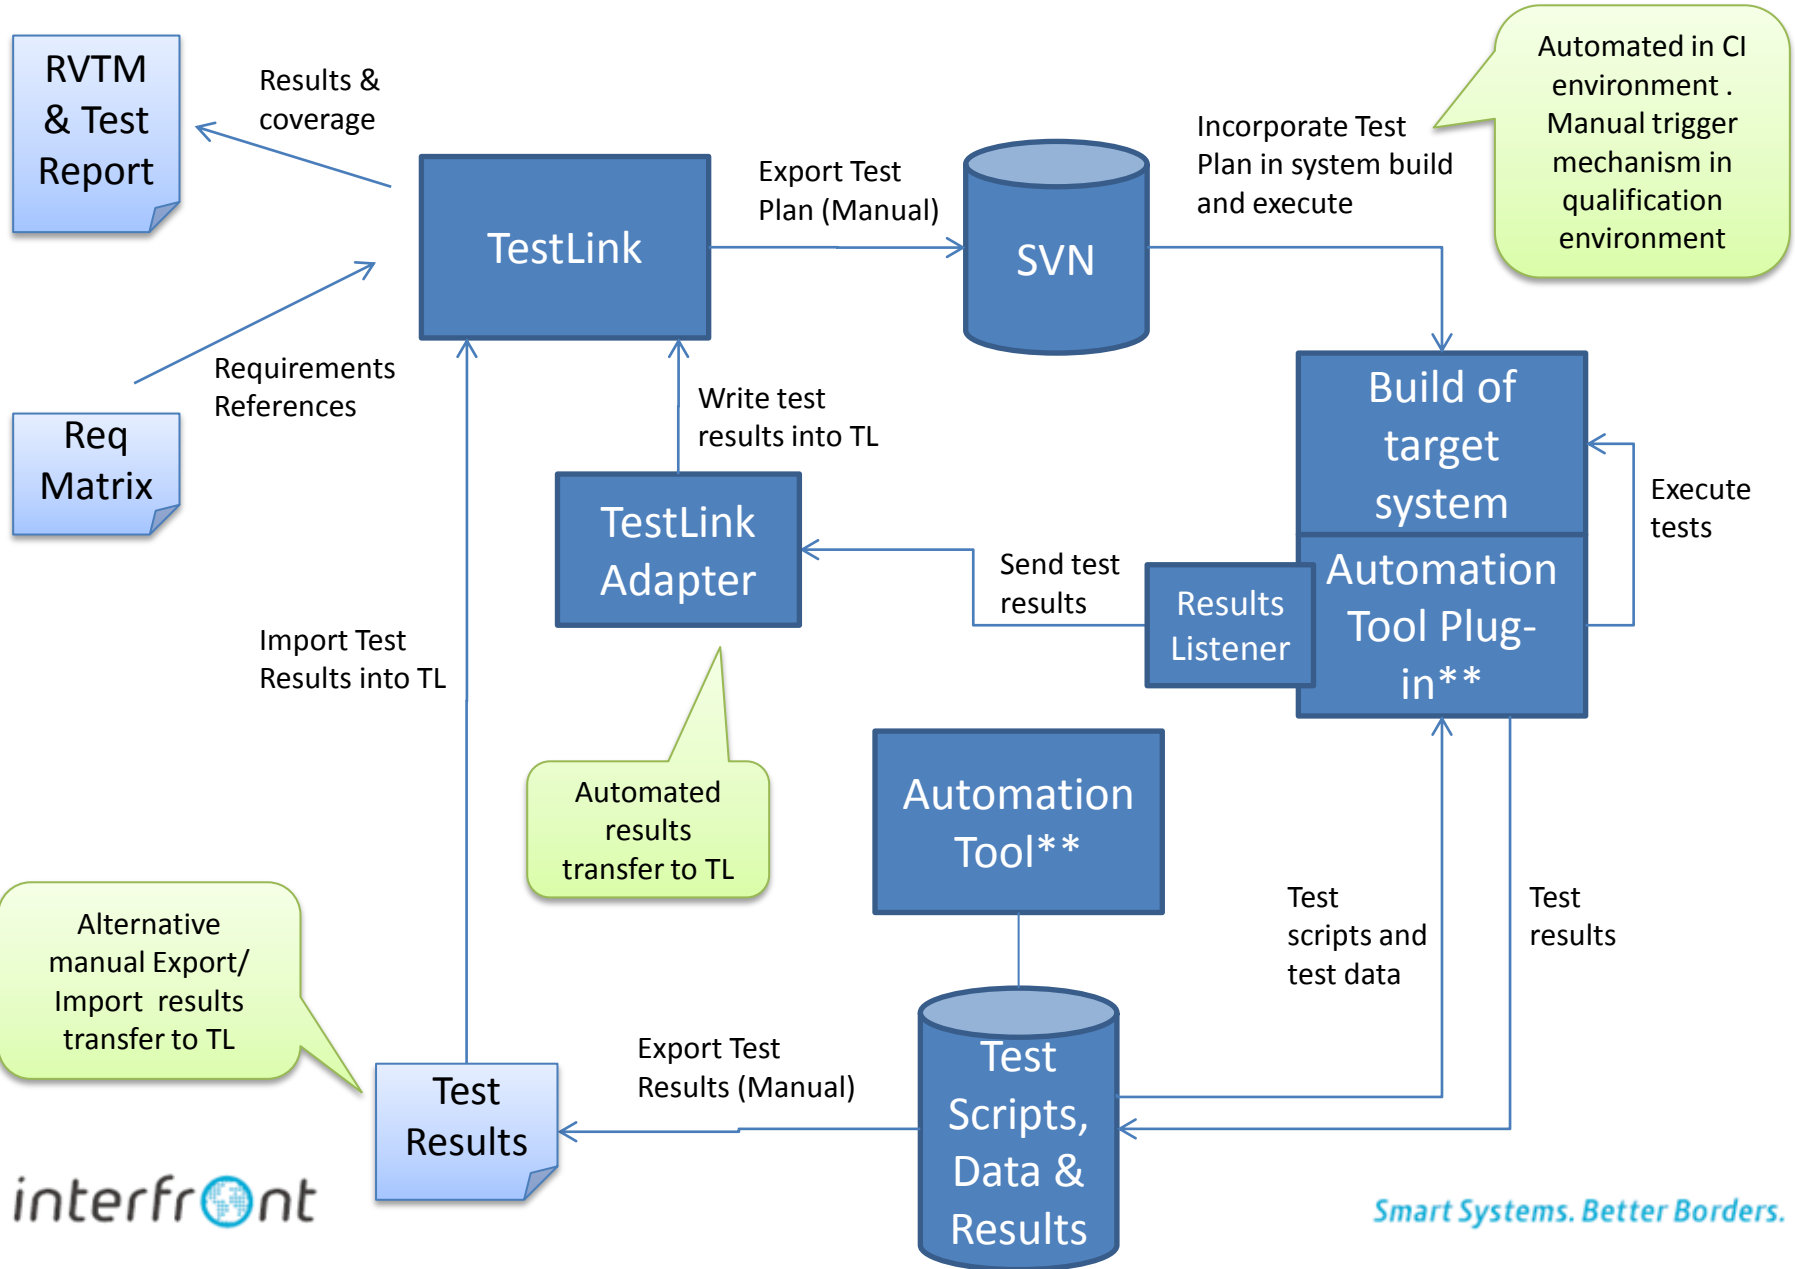 RVTM
& Test
Report
Results &
coverage
Automated in CI
environment .
Manual trigger
mechanism in
qualification
environment
Incorporate Test
Plan in system build
and execute
Export Test
Plan (Manual)
TestLink
SVN
Requirements
References
Req
Matrix
Write test
results into TL
Build of
target
system
Execute
tests
TestLink
Adapter
Send test
results
Results
Listener
Automation
Tool Plug-
in**
Import Test
Results into TL
Automated
results
transfer to TL
Automation
Tool**
Test
scripts and
test data
Test
results
Alternative
manual Export/
Import  results
transfer to TL
Export Test
Results (Manual)
Test
Results
Test
Scripts,
Data &
Results
interfront
Smart Systems. Better Borders.